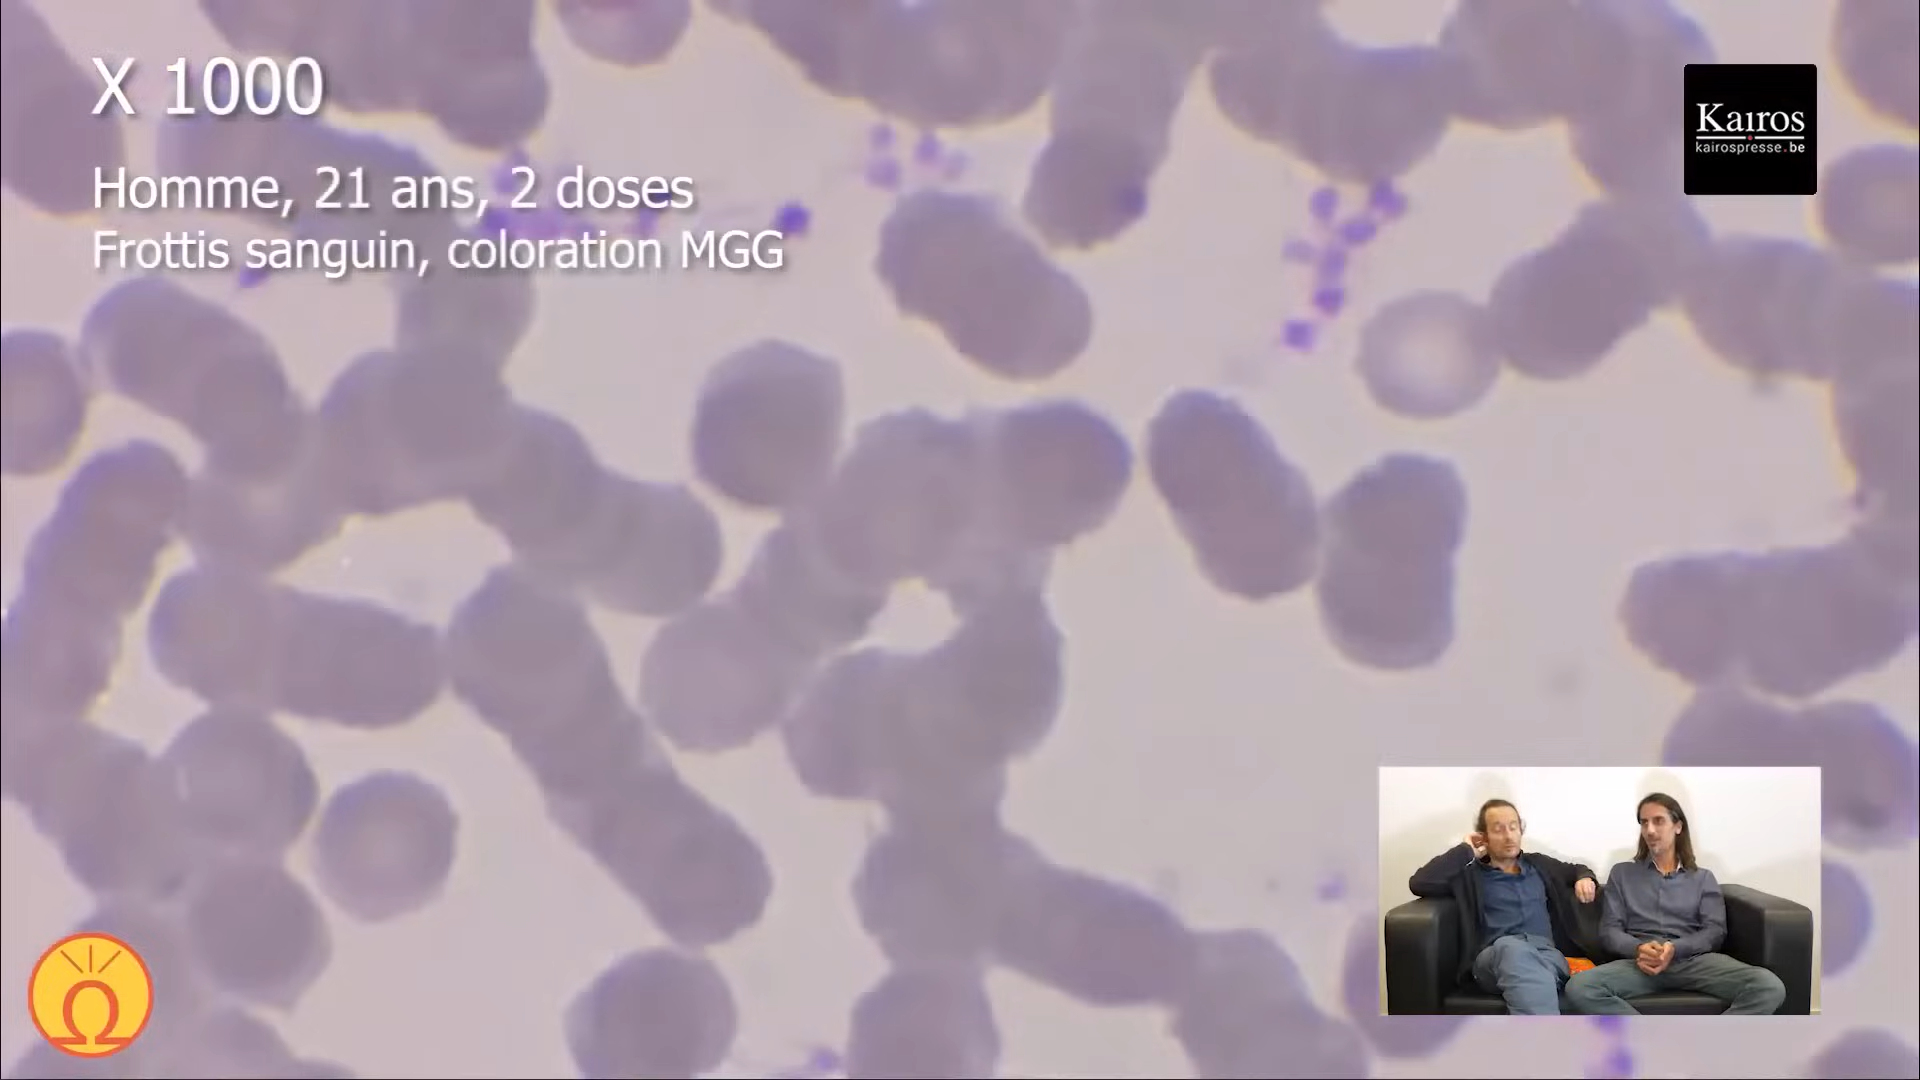 X 1000
Homme, 21 ans, 2 doses
Frottis sanguin, coloration MGG
Kairos
kairospresse.be